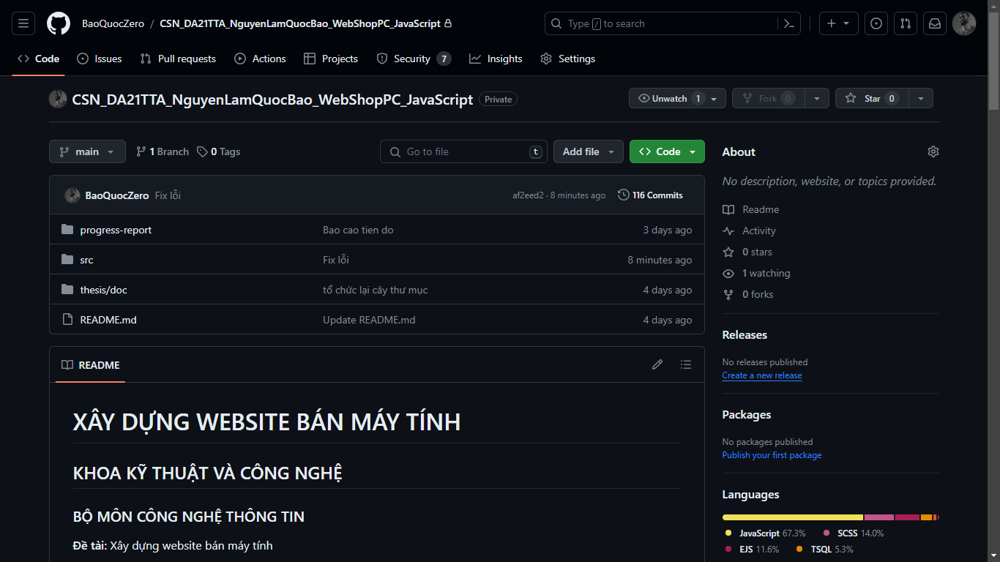 BaoQuocZero / CSN_DA21TTA_NguyenLamQuocBao_WebShopPC_JavaScript
Type / to search
Code Issues Pull requests Actions Projects Security 7 Insights Settings
CSN_DA21TTA_NguyenLamQuocBao_WebShopPC_JavaScript Private
Unwatch 1 Fork 0 Star 0
main 1 Branch 0 Tags Go to file t Add file Code
BaoQuocZero Fix lỗi af2eed2 · 8 minutes ago 116 Commits
progress-report Bao cao tien do 3 days ago
src Fix lỗi 8 minutes ago
thesis/doc tổ chức lại cây thư mục 4 days ago
README.md Update README.md 4 days ago
README
XÂY DỰNG WEBSITE BÁN MÁY TÍNH
KHOA KỸ THUẬT VÀ CÔNG NGHỆ
BỘ MÔN CÔNG NGHỆ THÔNG TIN
Đề tài: Xây dựng website bán máy tính
About
No description, website, or topics provided.
Readme
Activity
0 stars
1 watching
0 forks
Releases
No releases published
Create a new release
Packages
No packages published
Publish your first package
Languages
JavaScript 67.3% SCSS 14.0%
EJS 11.6% TSQL 5.3%